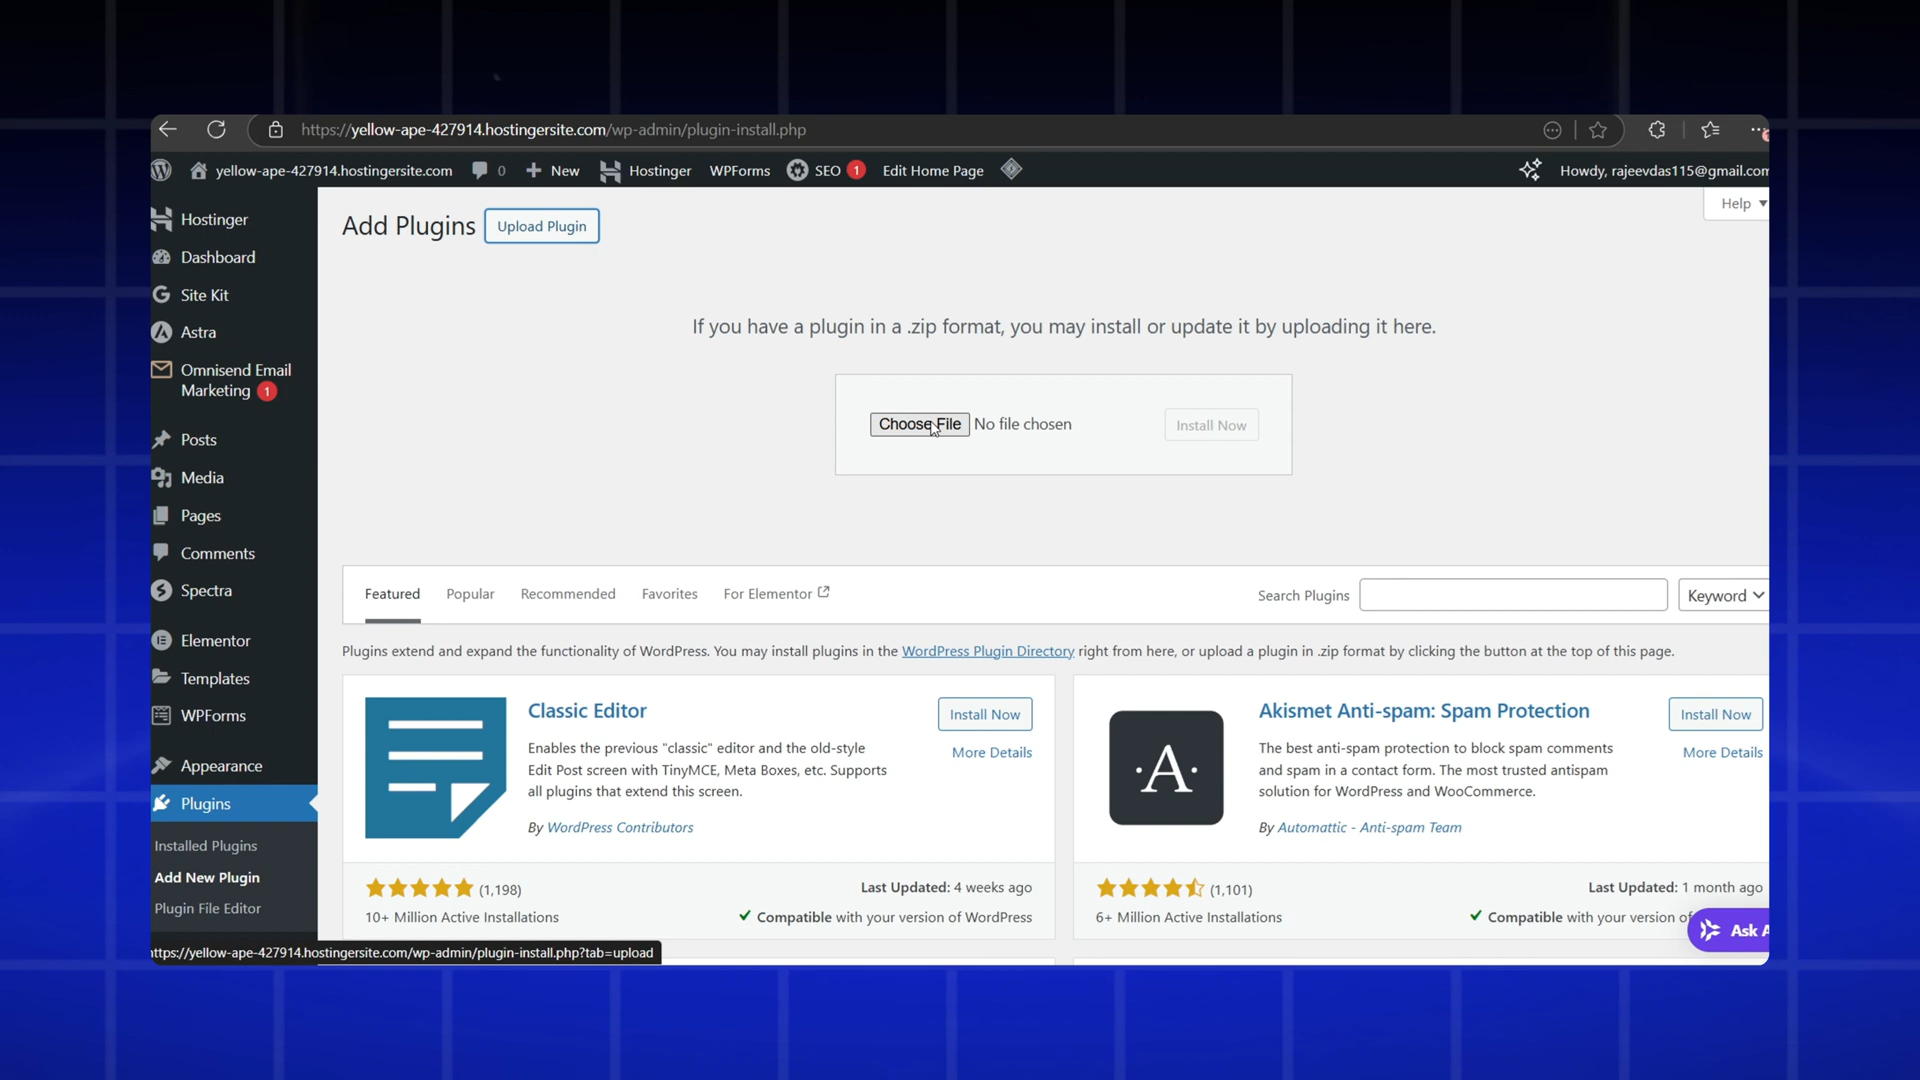 https://yellow-ape-427914.hostingersite.com/wp-admin/plugin-install.php
yellow-ape-427914.hostingersite.com 0 New Hostinger WPForms SEO 1 Edit Home Page Howdy, rajeevdas115@gmail.com
Help
Hostinger
Dashboard
Site Kit
Astra
Omnisend Email
Marketing 1
Posts
Media
Pages
Comments
Spectra
Elementor
Templates
WPForms
Appearance
Plugins
Installed Plugins
Add New Plugin
Plugin File Editor
Add Plugins Upload Plugin
If you have a plugin in a .zip format, you may install or update it by uploading it here.
Choose File No file chosen Install Now
Featured Popular Recommended Favorites For Elementor Search Plugins Keyword
Plugins extend and expand the functionality of WordPress. You may install plugins in the WordPress Plugin Directory right from here, or upload a plugin in .zip format by clicking the button at the top of this page.
Classic Editor
Install Now
More Details
Enables the previous "classic" editor and the old-style
Edit Post screen with TinyMCE, Meta Boxes, etc. Supports
all plugins that extend this screen.
By WordPress Contributors
(1,198)
10+ Million Active Installations
Last Updated: 4 weeks ago
Compatible with your version of WordPress
·A·
Akismet Anti-spam: Spam Protection
Install Now
More Details
The best anti-spam protection to block spam comments
and spam in a contact form. The most trusted antispam
solution for WordPress and WooCommerce.
By Automattic - Anti-spam Team
(1,101)
6+ Million Active Installations
Last Updated: 1 month ago
Compatible with your version of
Ask A
ttps://yellow-ape-427914.hostingersite.com/wp-admin/plugin-install.php?tab=upload